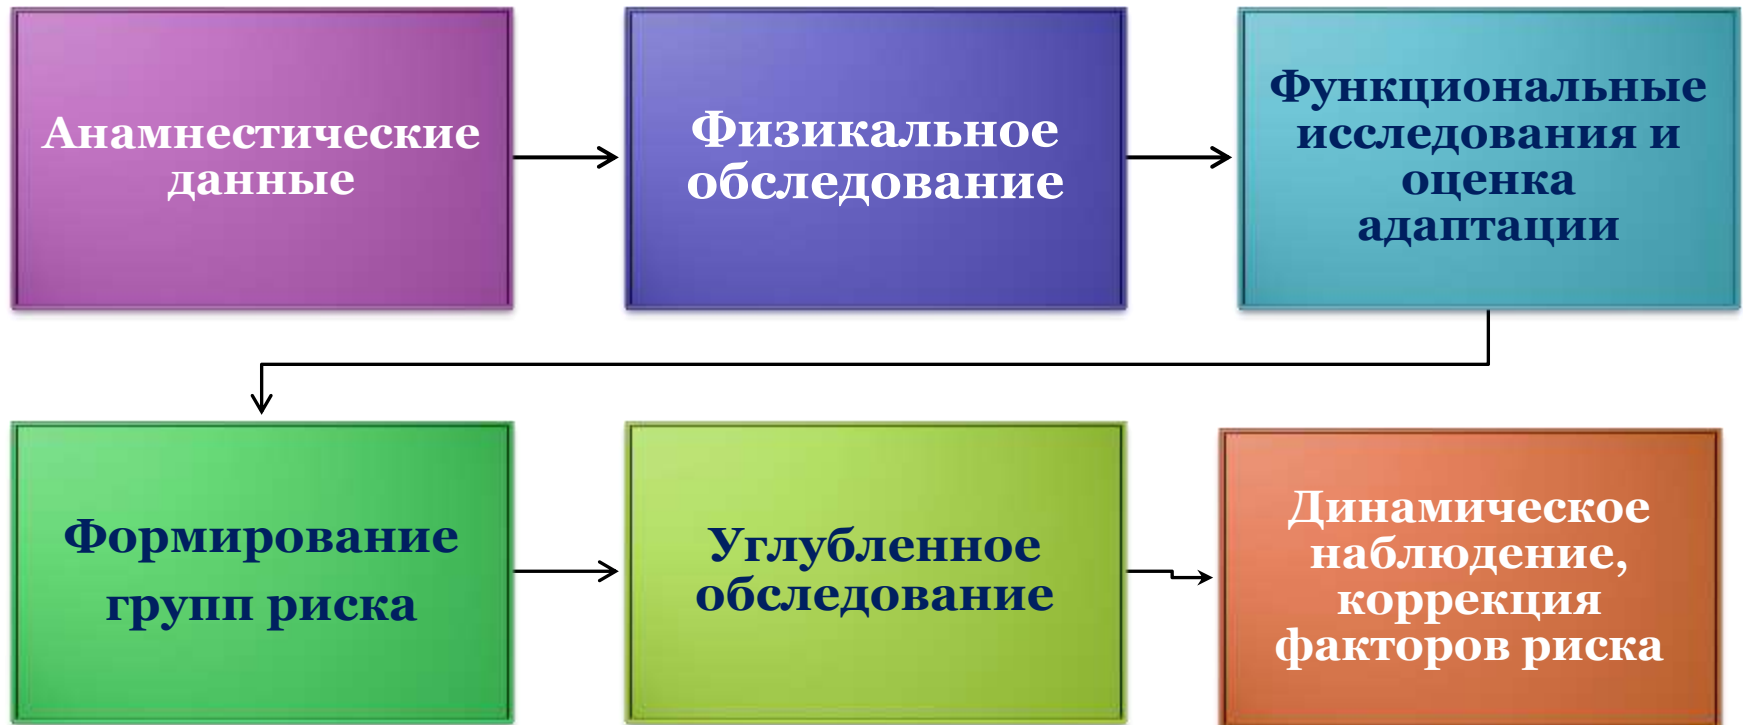 Анамнестические
данные
Физикальное
обследование
Функциональные
исследования и
оценка
адаптации
Формирование
групп риска
Углубленное
обследование
Динамическое
наблюдение,
коррекция
факторов риска